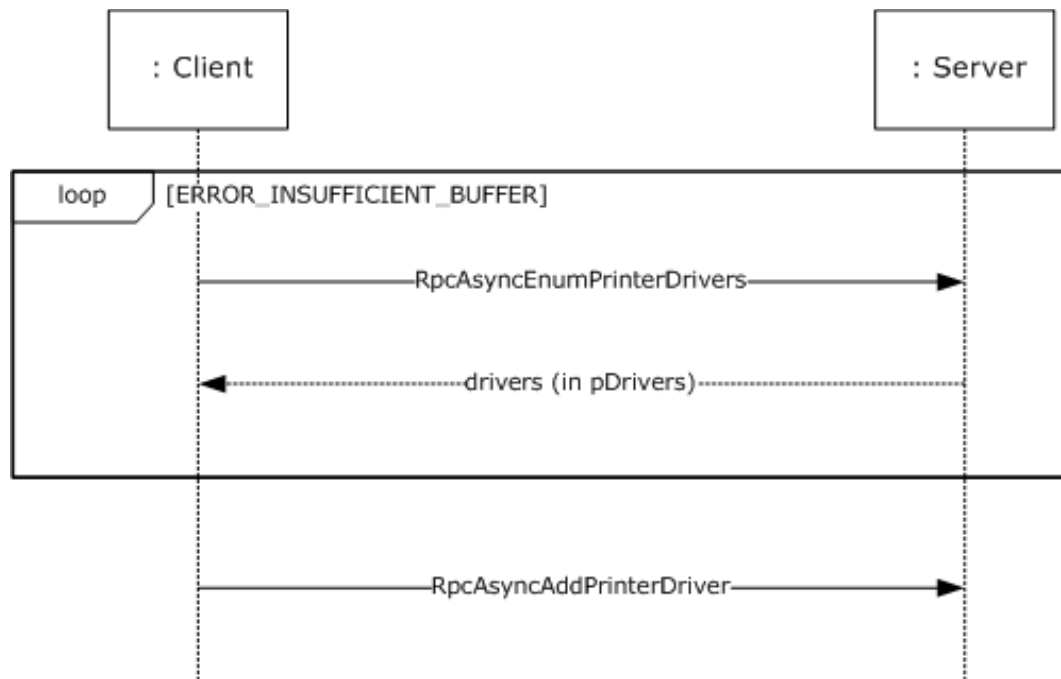 : Client
: Server
loop
[ERROR_INSUFFICIENT_BUFFER]
RpcAsyncEnumPrinterDrivers
drivers (in pDrivers)
RpcAsyncAddPrinterDriver